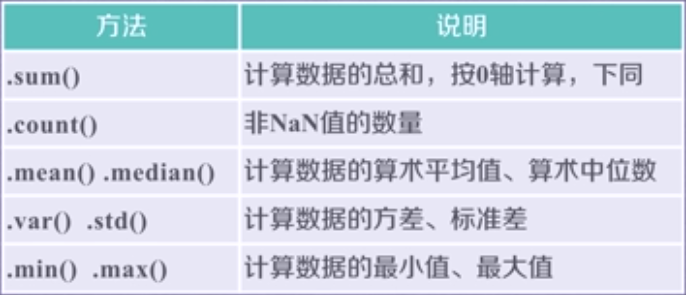 方法 说明
.sum() 计算数据的总和，按0轴计算，下同
.count() 非NaN值的数量
.mean() .median() 计算数据的算术平均值、算术中位数
.var() .std() 计算数据的方差、标准差
.min() .max() 计算数据的最小值、最大值